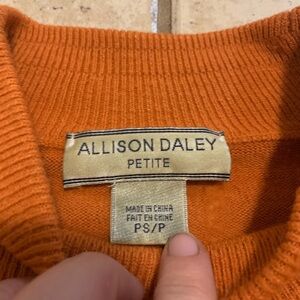 ALLISON DALEY
PETITE
MADE IN CHINA
FAIT EN CHINE
PS/P